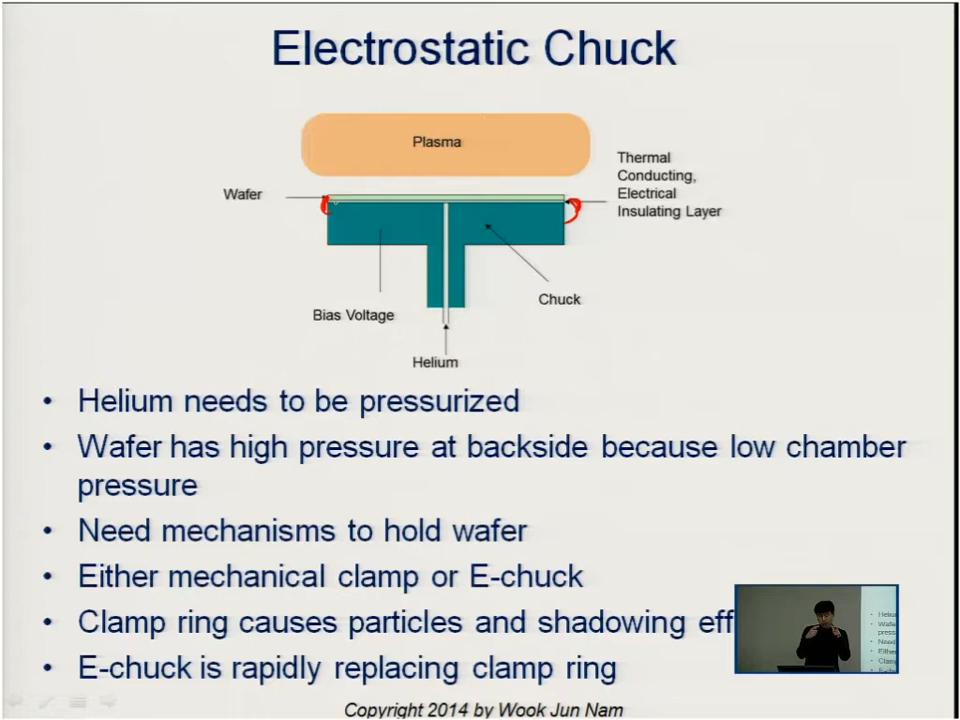 Electrostatic Chuck
Plasma
Thermal
Conducting,
Electrical
Insulating Layer
Wafer
Chuck
Bias Voltage
Helium
• Helium needs to be pressurized
• Wafer has high pressure at backside because low chamber
pressure
• Need mechanisms to hold wafer
• Either mechanical clamp or E-chuck
• Clamp ring causes particles and shadowing eff
• E-chuck is rapidly replacing clamp ring
Copyright 2014 by Wook Jun Nam